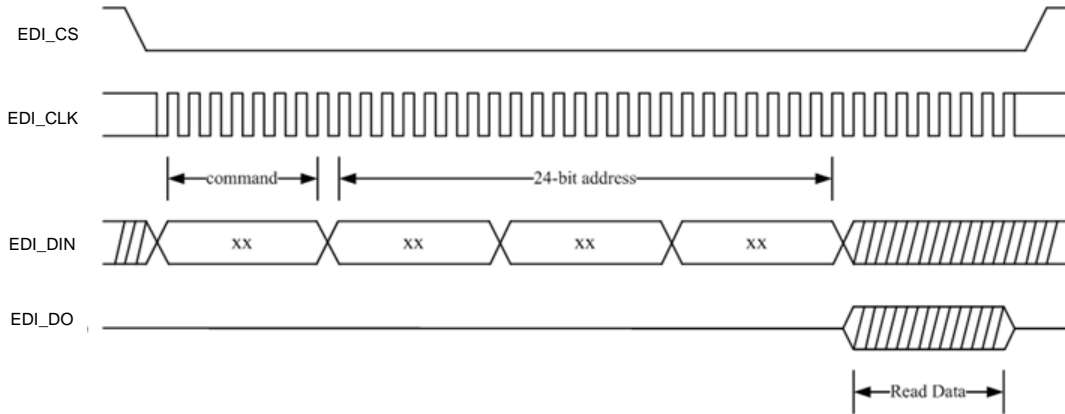 EDI_CS
EDI_CLK
command
24-bit address
EDI_DIN
xx
xx
xx
xx
EDI_DO
Read Data